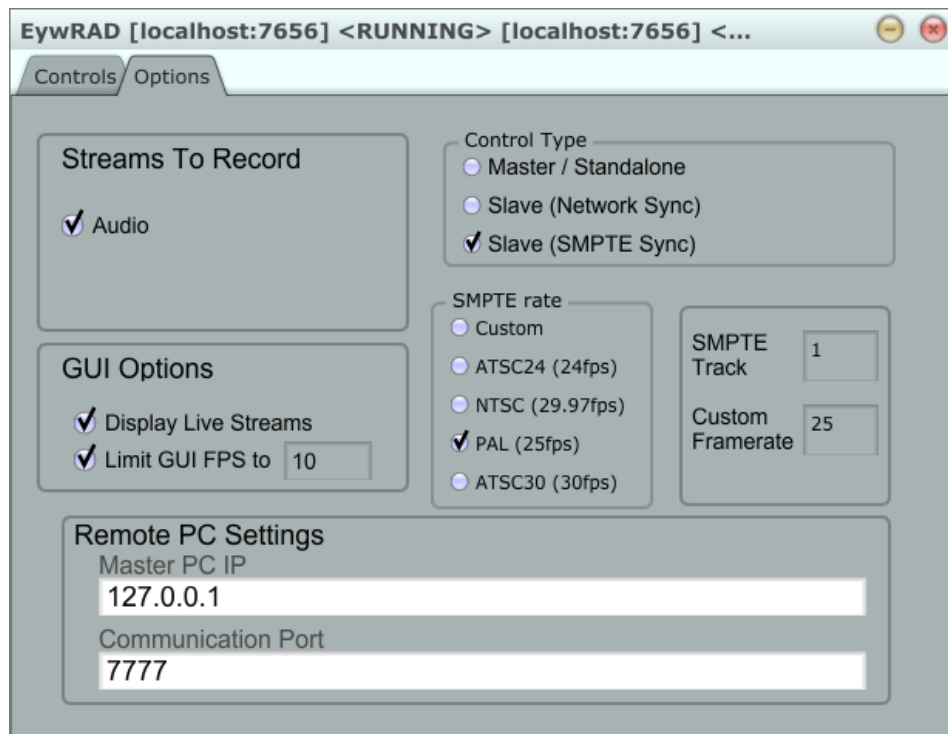 EywRAD [localhost:7656] <RUNNING> [localhost:7656] <...
Controls
Options
Streams To Record
Audio
Control Type
Master / Standalone
Slave (Network Sync)
Slave (SMPTE Sync)
GUI Options
Display Live Streams
Limit GUI FPS to 10
SMPTE rate
Custom
ATSC24 (24fps)
NTSC (29.97fps)
PAL (25fps)
ATSC30 (30fps)
SMPTE
Track
1
Custom
Framerate
25
Remote PC Settings
Master PC IP
127.0.0.1
Communication Port
7777